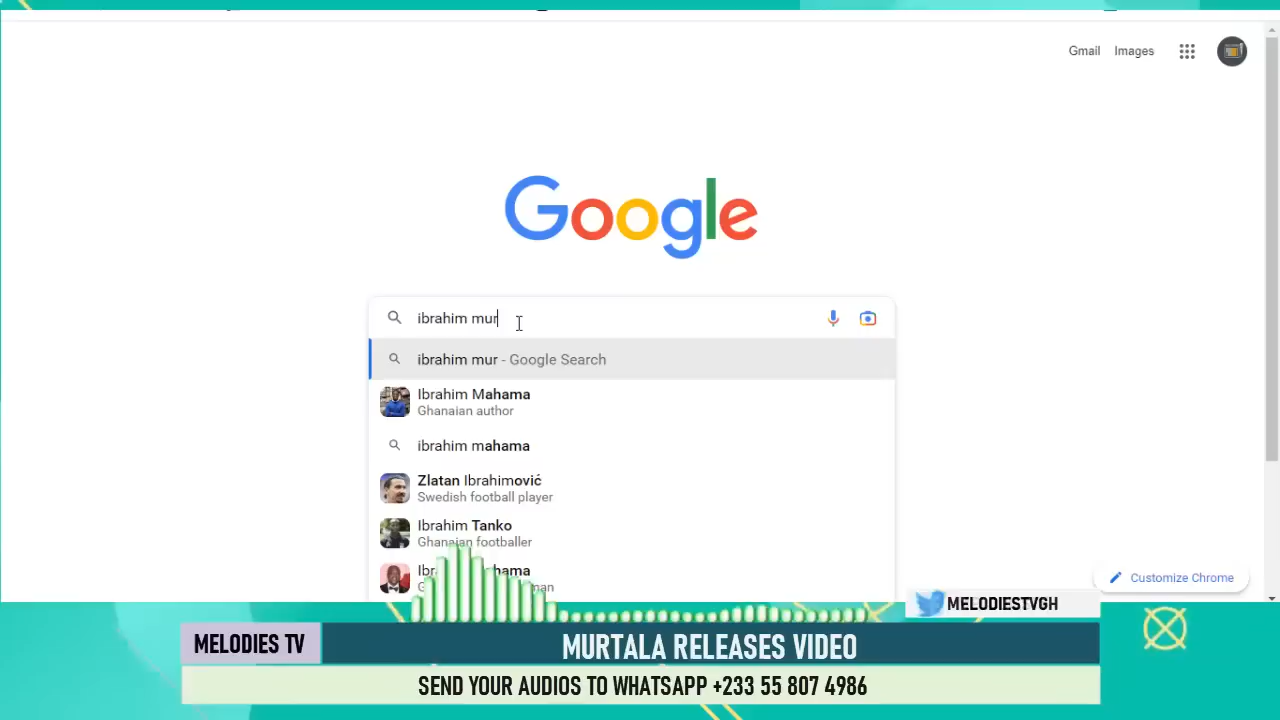 Gmail Images
Google
ibrahim mur
ibrahim mur - Google Search
Ibrahim Mahama
Ghanaian author
ibrahim mahama
Zlatan Ibrahimović
Swedish football player
Ibrahim Tanko
Ghanaian footballer
Customize Chrome
MELODIESTVGH
MELODIES TV
MURTALA RELEASES VIDEO
SEND YOUR AUDIOS TO WHATSAPP +233 55 807 4986